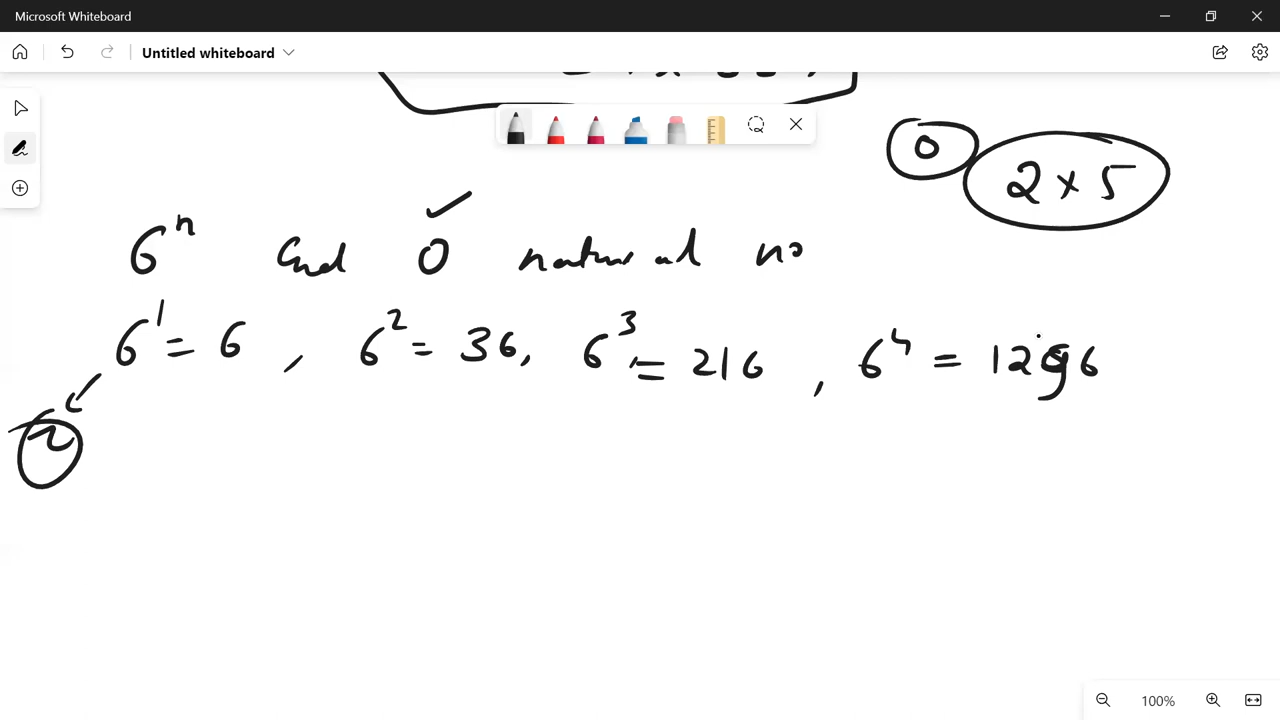 Microsoft Whiteboard
Untitled whiteboard
0
2 × 5
6ⁿ End 0 natural no
6¹ = 6 , 6² = 36, 6³ = 216 , 6⁴ = 1296
100%